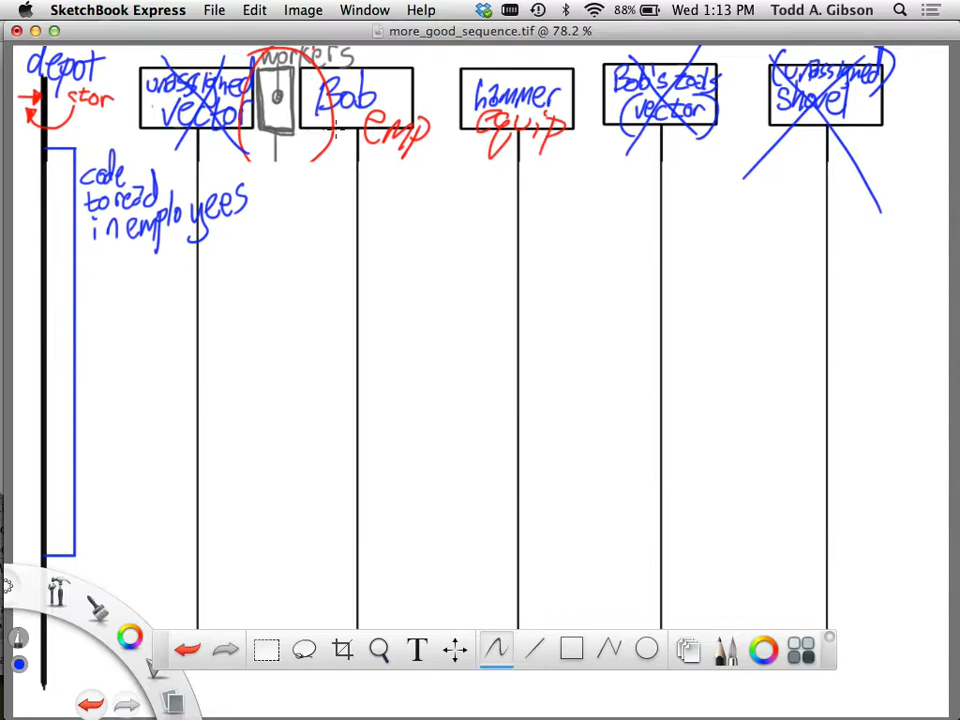 SketchBook Express File Edit Image Window Help 88% Wed 1:13 PM Todd A. Gibson
more_good_sequence.tif @ 78.2 %
depot
stor
unassigned
vector
workers
Bob
emp
hammer
equip
Bob's tools
(vector)
(unassigned)
shovel
code
to read
in employees
T